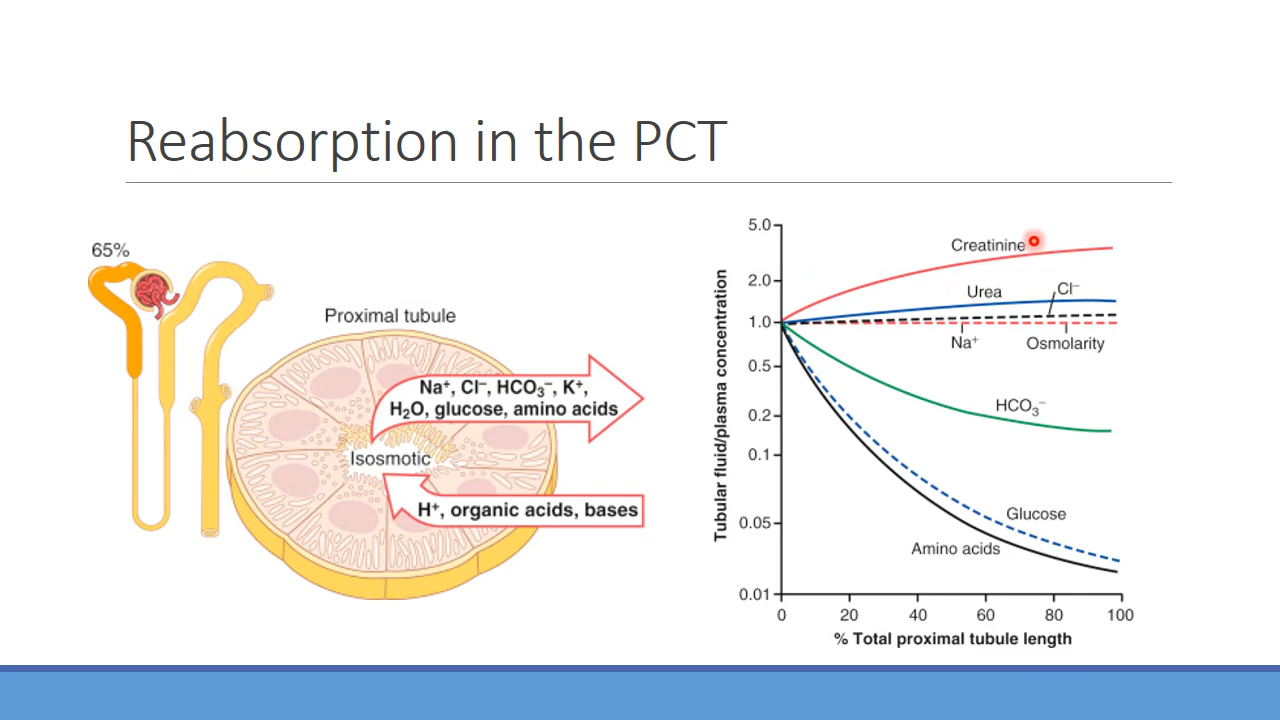 Reabsorption in the PCT
65%
Proximal tubule
Na⁺, Cl⁻, HCO₃⁻, K⁺,
H₂O, glucose, amino acids
Isosmotic
H⁺, organic acids, bases
Tubular fluid/plasma concentration
5.0
2.0
1.0
0.5
0.2
0.1
0.05
0.01
Creatinine
Urea
Cl⁻
Na⁺
Osmolarity
HCO₃⁻
Glucose
Amino acids
0 20 40 60 80 100
% Total proximal tubule length